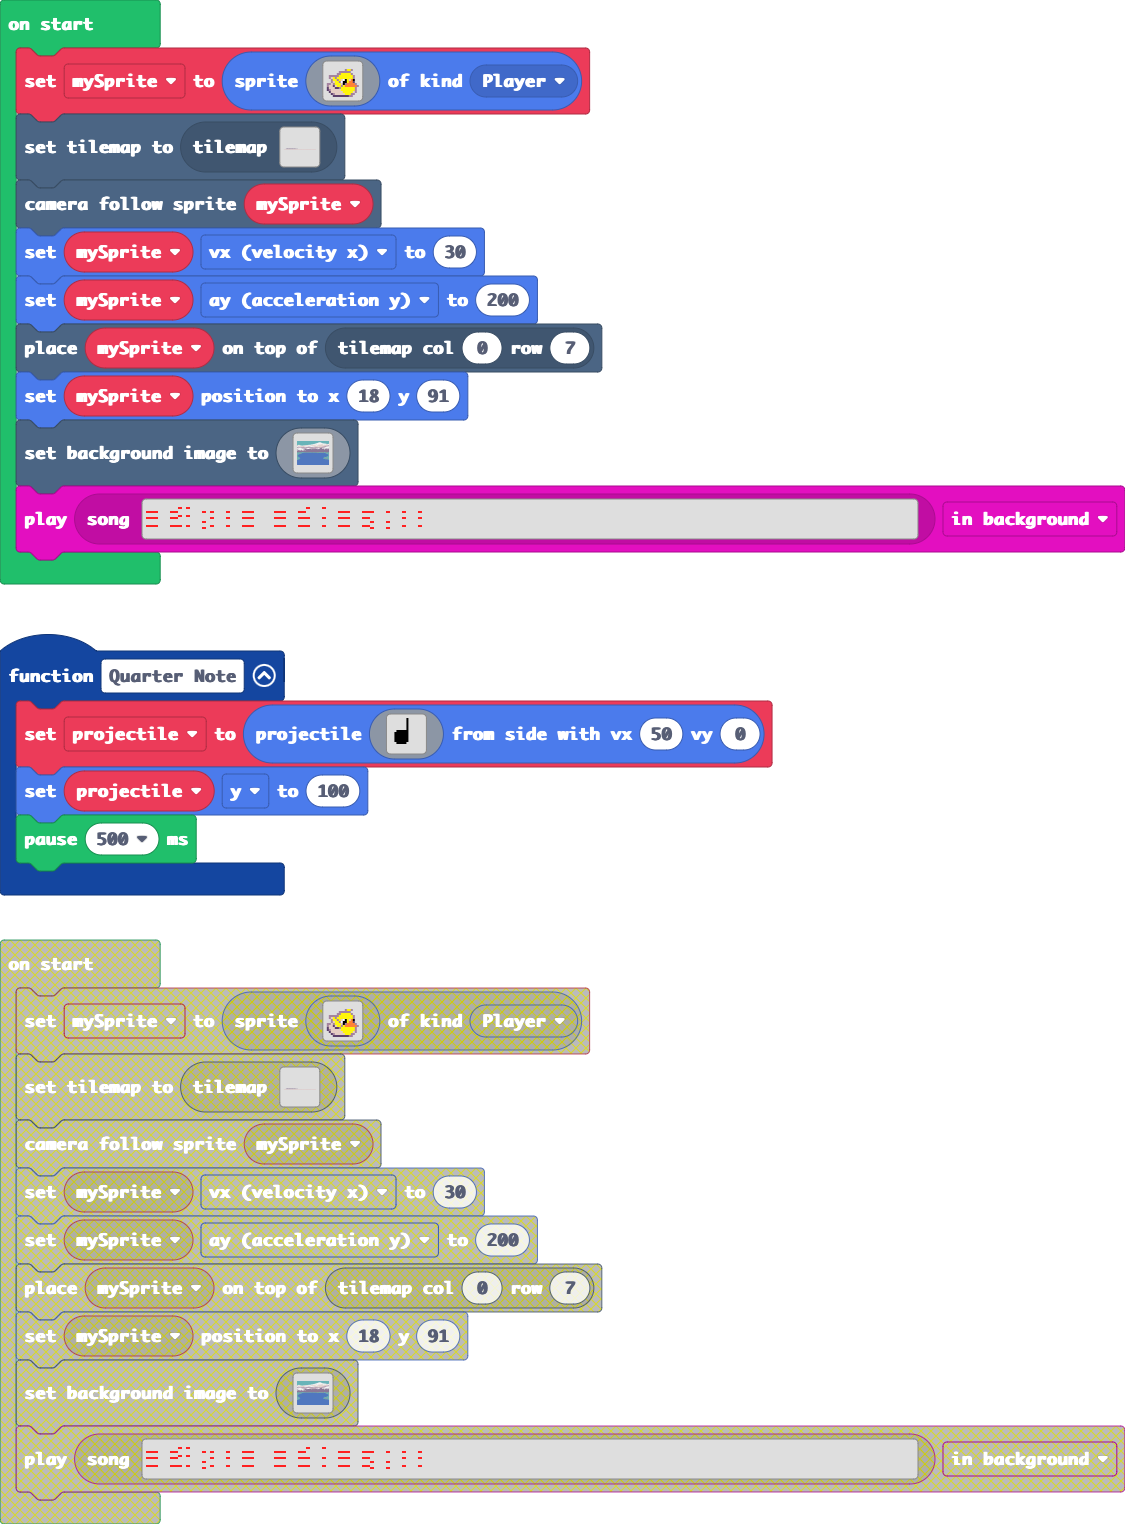 on start
set mySprite to sprite of kind Player
set tilemap to tilemap
camera follow sprite mySprite
set mySprite vx (velocity x) to 30
set mySprite ay (acceleration y) to 200
place mySprite on top of tilemap col 0 row 7
set mySprite position to x 18 y 91
set background image to
play song in background
function Quarter Note
set projectile to projectile from side with vx 50 vy 0
set projectile y to 100
pause 500 ms
on start
set mySprite to sprite of kind Player
set tilemap to tilemap
camera follow sprite mySprite
set mySprite vx (velocity x) to 30
set mySprite ay (acceleration y) to 200
place mySprite on top of tilemap col 0 row 7
set mySprite position to x 18 y 91
set background image to
play song in background